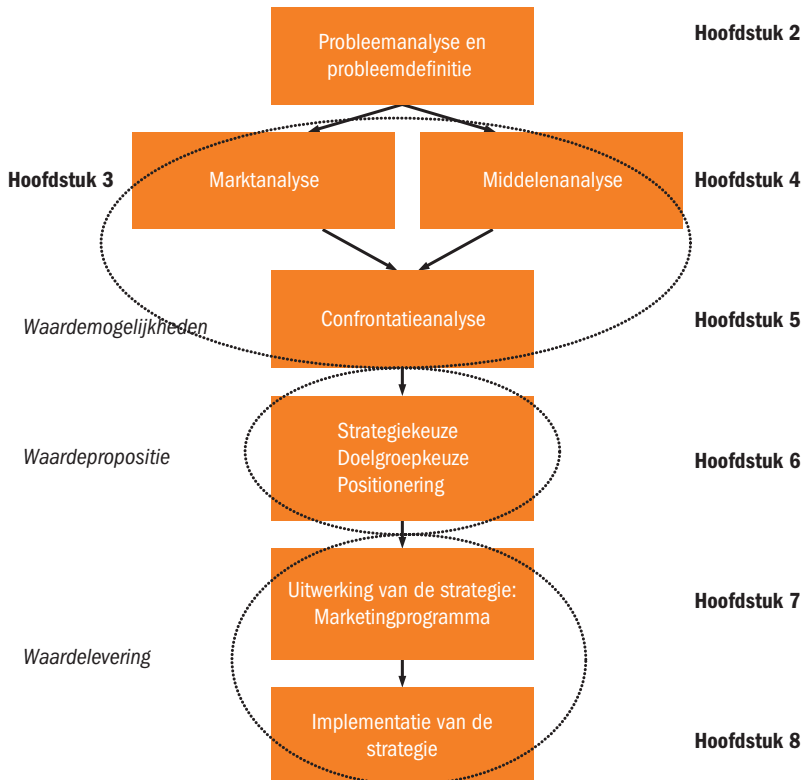 Probleemanalyse en
probleemdefinitie
Hoofdstuk 2
Hoofdstuk 3
Marktanalyse
Middelenanalyse
Hoofdstuk 4
Waardemogelijkheden
Confrontatieanalyse
Hoofdstuk 5
Waardepropositie
Strategiekeuze
Doelgroepkeuze
Positionering
Hoofdstuk 6
Uitwerking van de strategie:
Marketingprogramma
Hoofdstuk 7
Waardelevering
Implementatie van de
strategie
Hoofdstuk 8